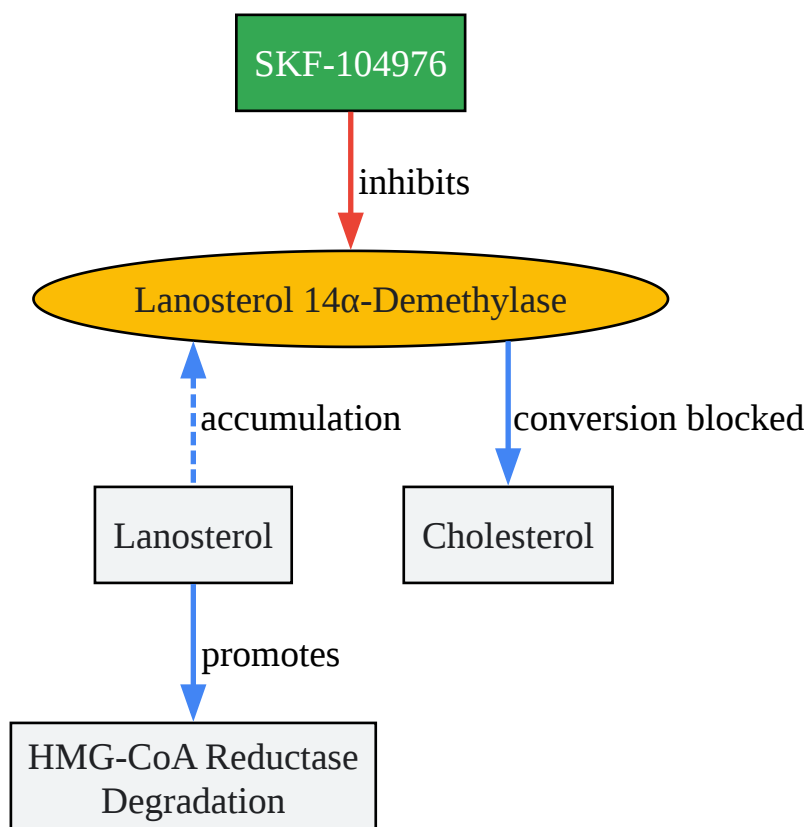 SKF-104976
inhibits
Lanosterol 14α-Demethylase
accumulation
conversion blocked
Lanosterol
Cholesterol
promotes
HMG-CoA Reductase
Degradation